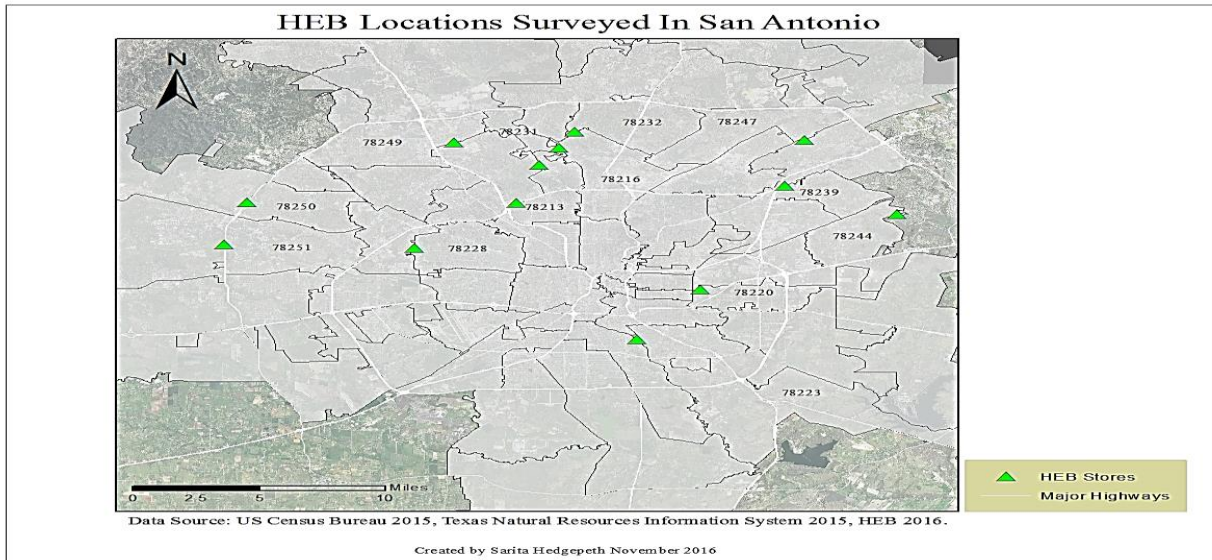 HEB Locations Surveyed In San Antonio
N
78232
78247
78231
78249
78216
78239
78250
78213
78244
78251
78228
78220
78223
Miles
0 2.5 5 10
HEB Stores
Major Highways
Data Source: US Census Bureau 2015, Texas Natural Resources Information System 2015, HEB 2016.
Created by Sarita Hedgepeth November 2016